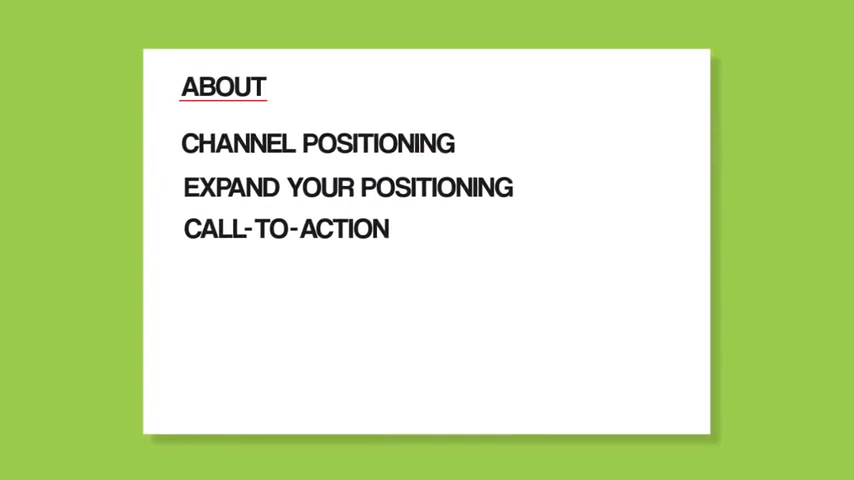 ABOUT
CHANNEL POSITIONING
EXPAND YOUR POSITIONING
CALL-TO-ACTION